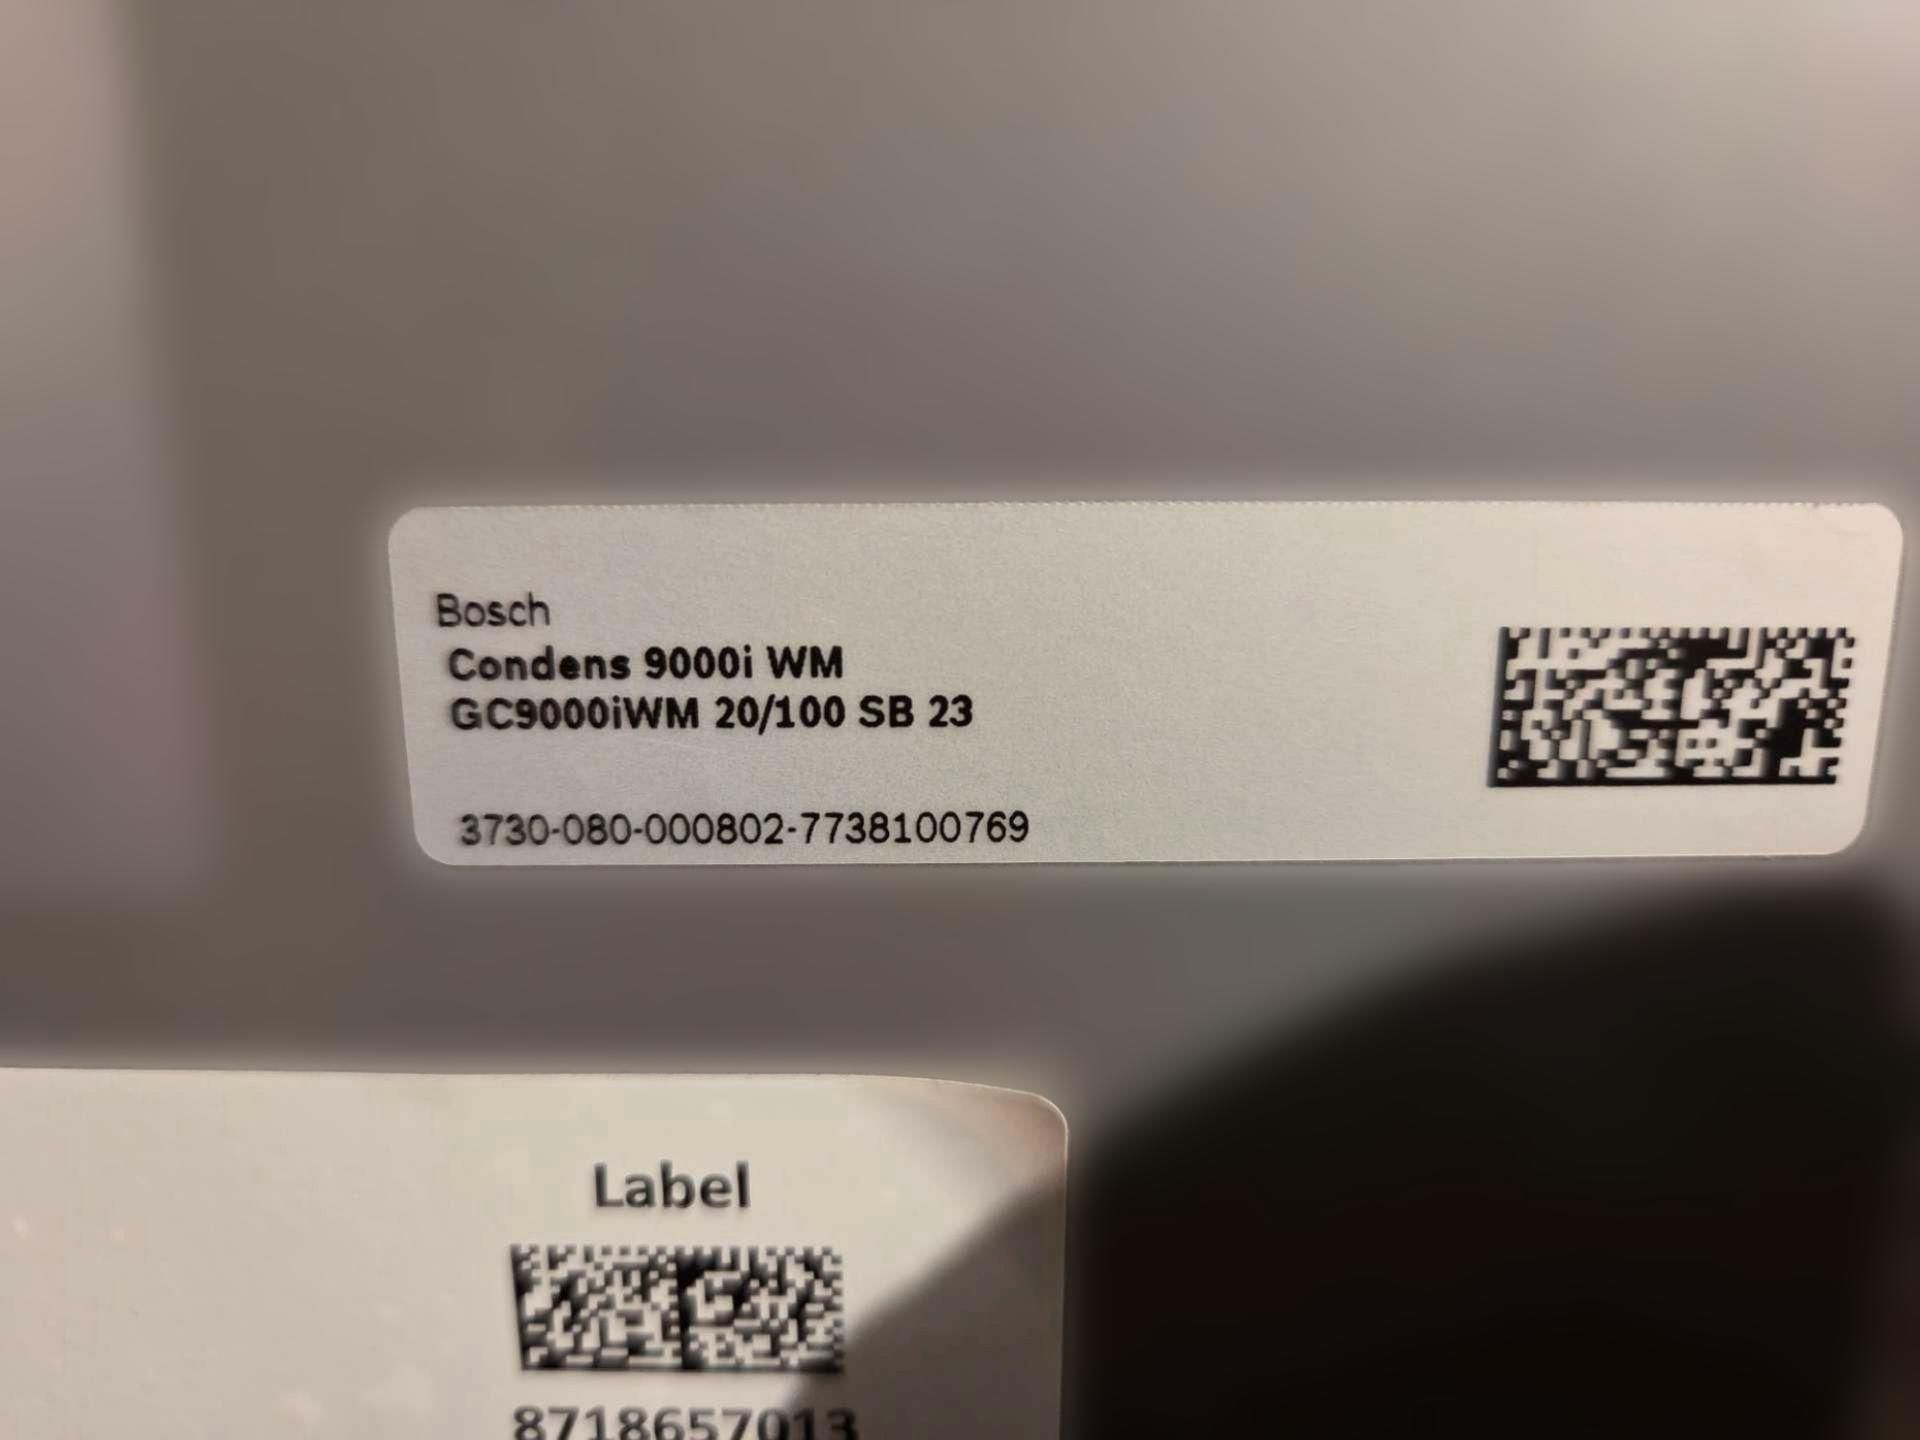 Bosch
Condens 9000i WM
GC9000iWM 20/100 SB 23
3730-080-000802-7738100769
Label
8718657013